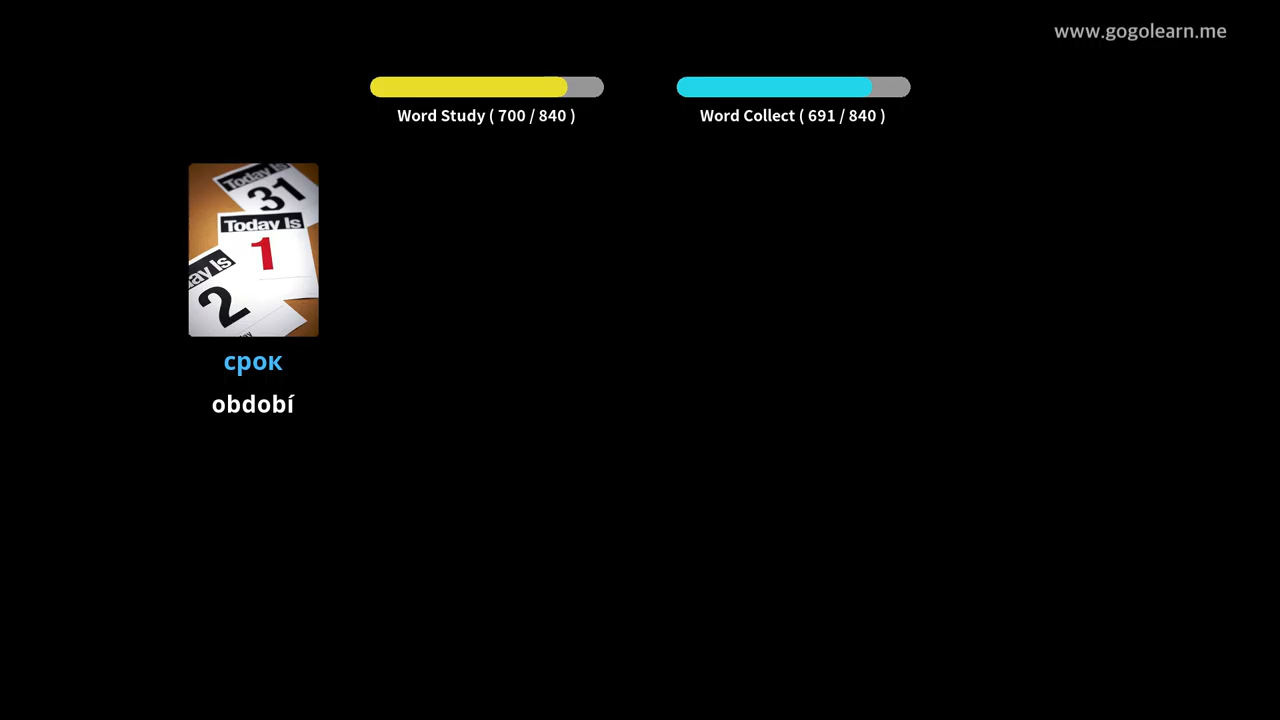 www.gogolearn.me
Word Study ( 700 / 840 )
Word Collect ( 691 / 840 )
Today Is
31
Today Is
1
ay Is
2
срок
období